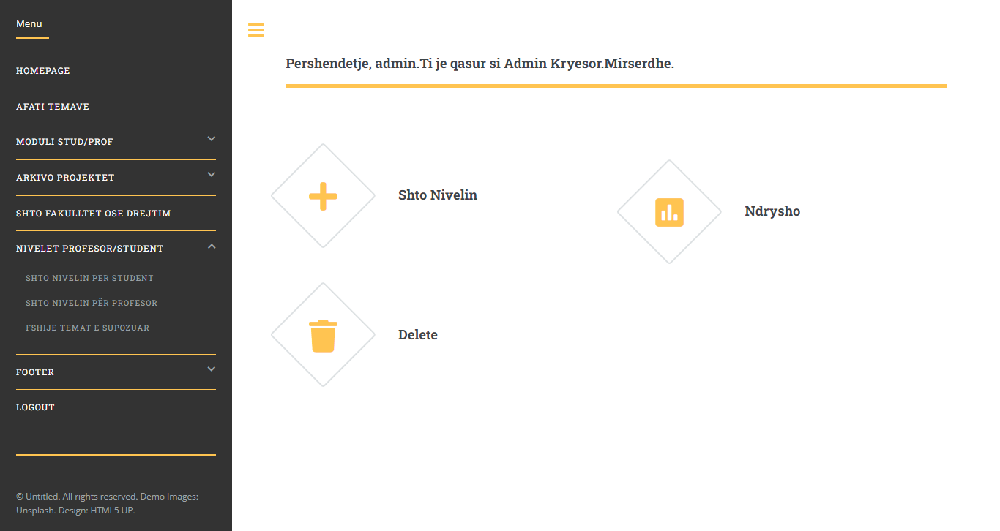 Menu
HOMEPAGE
AFATI TEMAVE
MODULI STUD/PROF
ARKIVO PROJEKTET
SHTO FAKULLTET OSE DREJTIM
NIVELET PROFESOR/STUDENT
SHTO NIVELIN PËR STUDENT
SHTO NIVELIN PËR PROFESOR
FSHIJE TEMAT E SUPOZUAR
FOOTER
LOGOUT
© Untitled. All rights reserved. Demo Images:
Unsplash. Design: HTML5 UP.
Pershendetje, admin.Ti je qasur si Admin Kryesor.Mirserdhe.
Shto Nivelin
Ndrysho
Delete